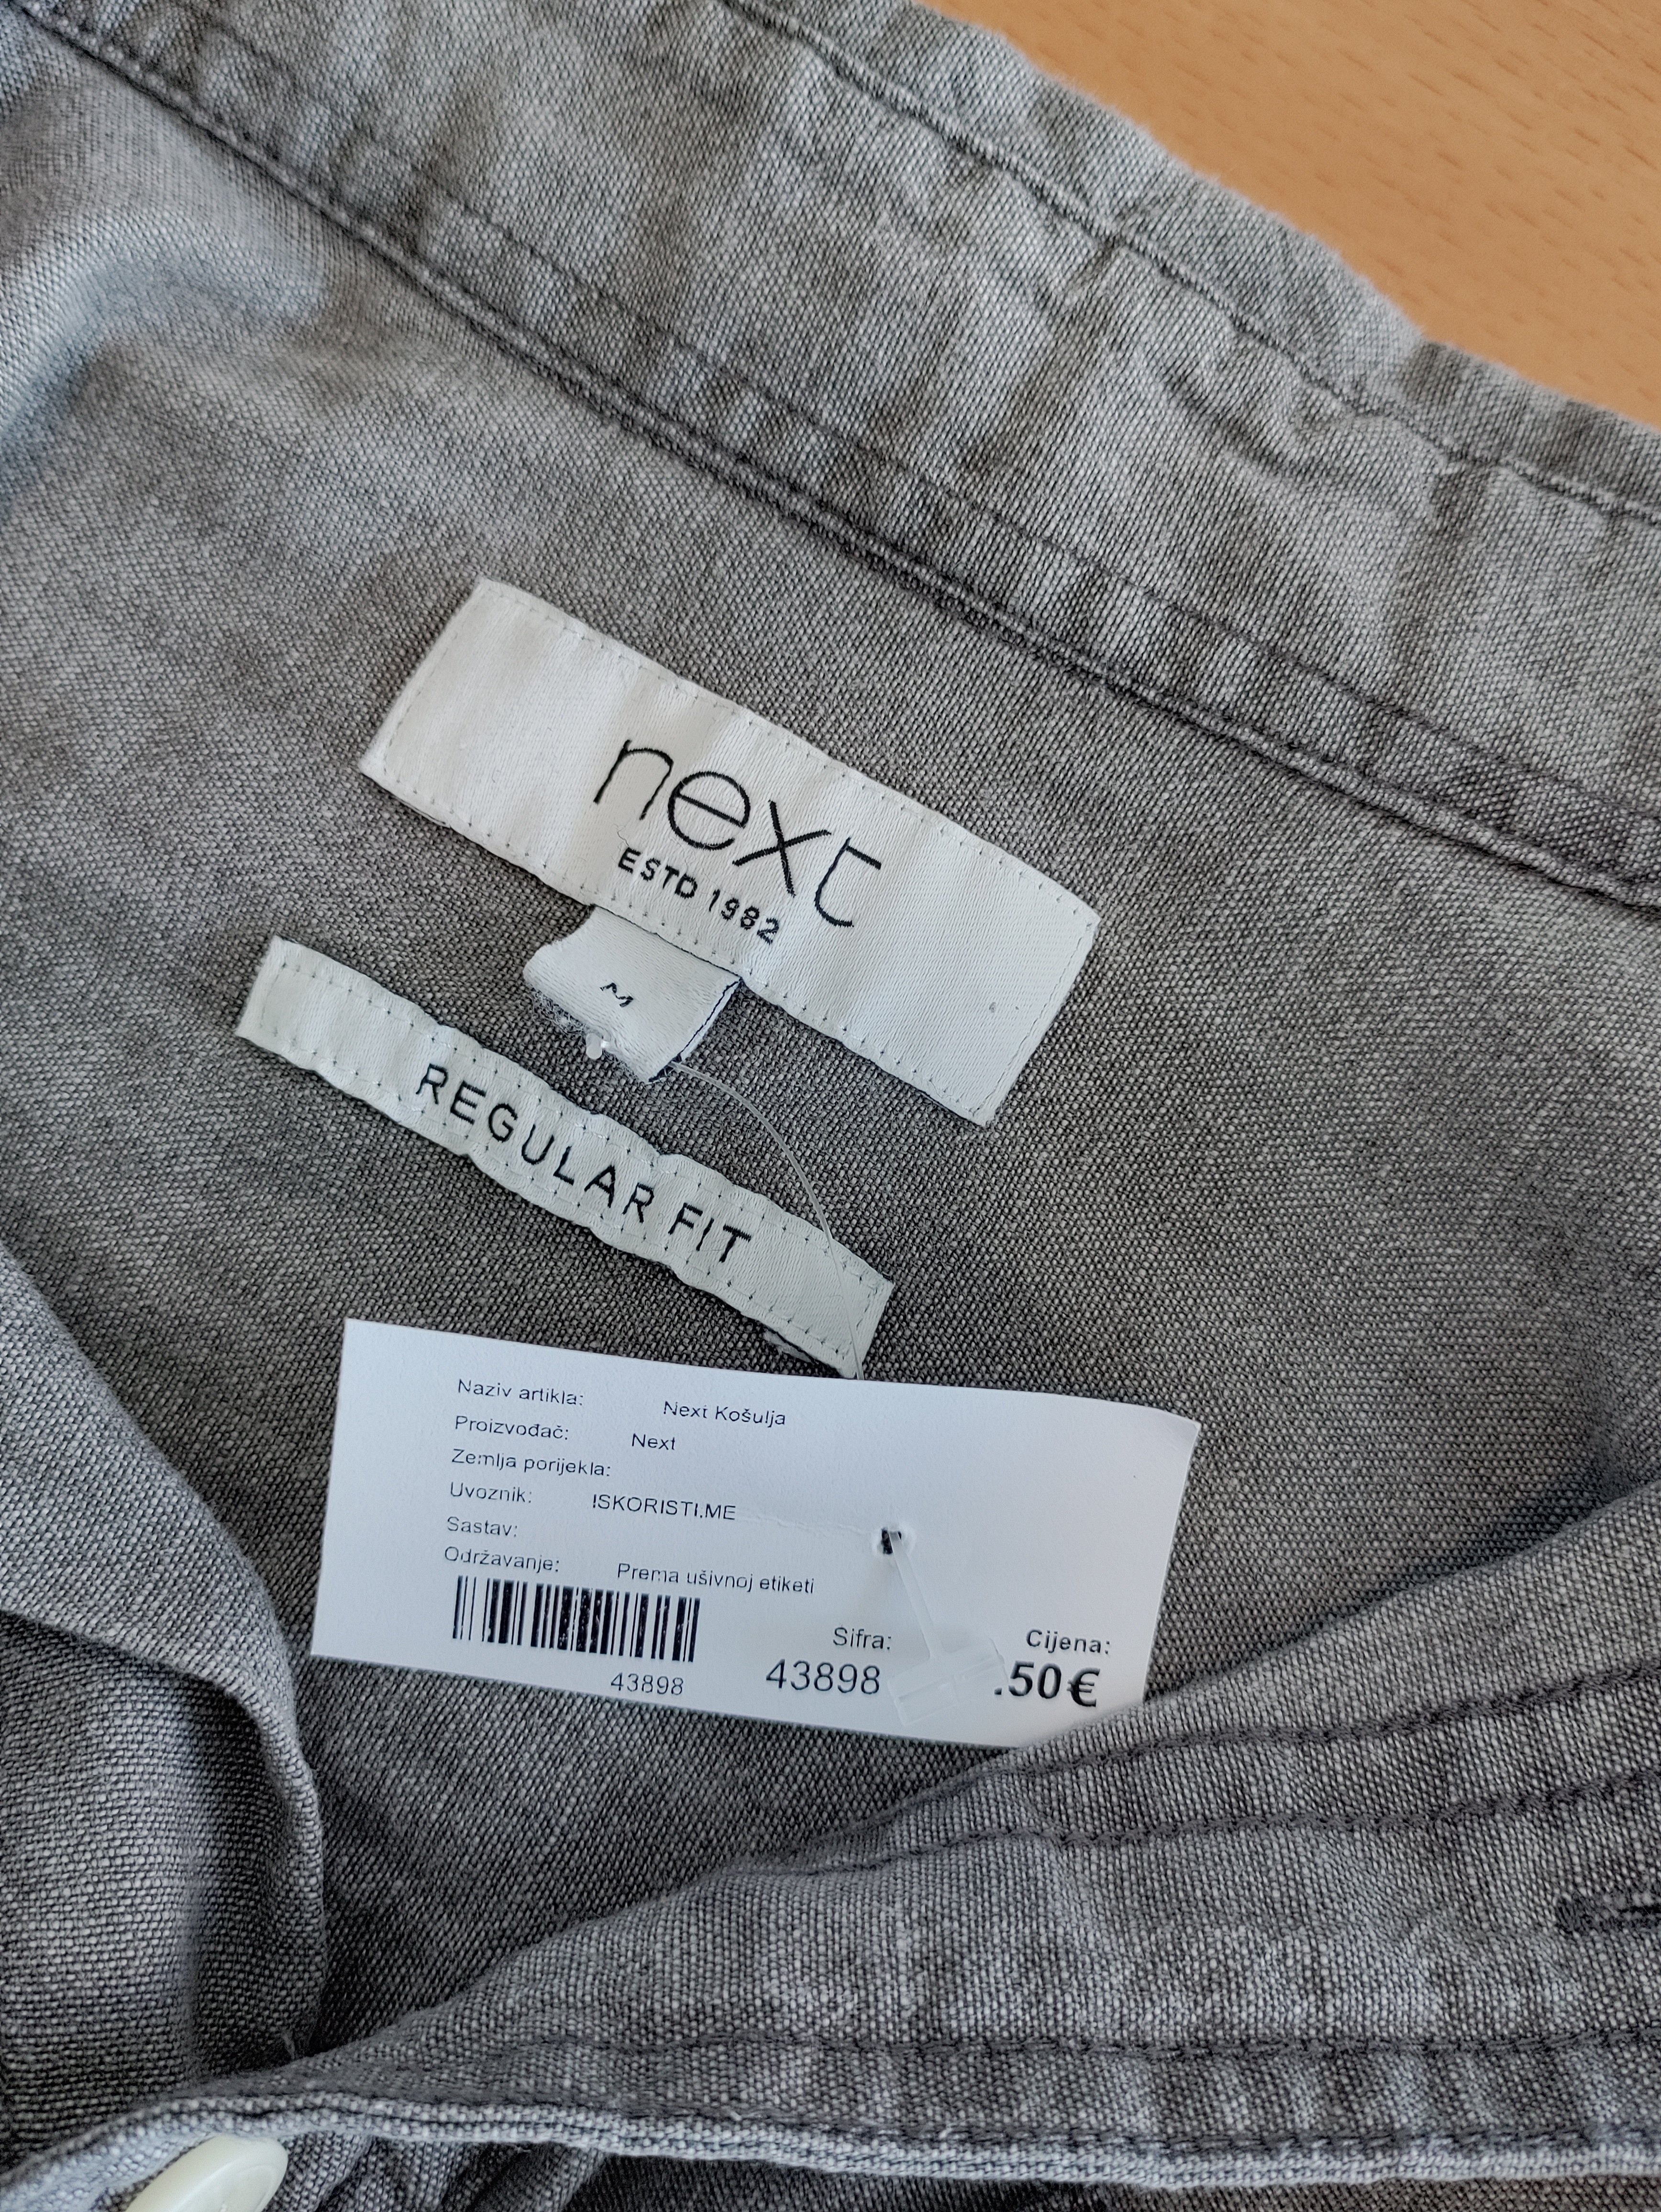 next
ESTD 1982
M
REGULAR FIT
Naziv artikla: Next Košulja
Proizvođač: Next
Zemlja porijekla:
Uvoznik: ISKORISTI.ME
Sastav:
Održavanje: Prema ušivnoj etiketi
Šifra: Cijena:
43898 43898 .50€